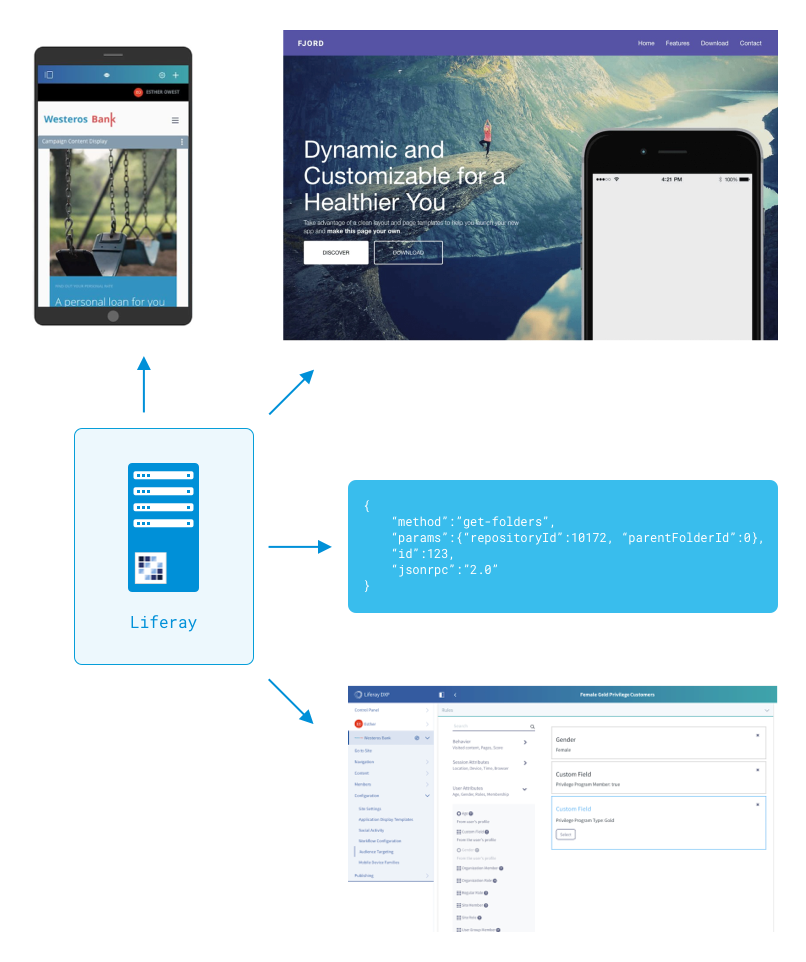 ESTHER OWEST
Westeros Bank
Campaign Content Display
FIND OUT YOUR PERSONAL INFO
A personal loan for you
FJORD
Home Features Download Contact
Dynamic and
Customizable for a
Healthier You
Take advantage of a clean layout and page templates to help you launch your new
app and make this page your own.
DISCOVER DOWNLOAD
4:21 PM 100%
Liferay
{
“method”:“get-folders”,
“params”:{“repositoryId”:10172, “parentFolderId”:0},
“id”:123,
“jsonrpc”:“2.0”
}
Liferay DXP
Female Gold Privilege Customers
Control Panel
Esther
Westeros Bank
Go to Site
Navigation
Content
Members
Configuration
Site Settings
Application Display Templates
Social Activity
Workflow Configuration
Audience Targeting
Mobile Device Families
Publishing
Rules
Search
Behavior
Visited Content, Pages, Score
Session Attributes
Location, Device, Time, Browser
User Attributes
Age, Gender, Roles, Membership
Age
From user's profile
Custom Field
From the user's profile
Gender
From the user's profile
Organization Member
Organization Role
Regular Role
Site Member
Site Role
User Group Member
Gender
Female
Custom Field
Privilege Program Member: true
Custom Field
Privilege Program Type: Gold
Select